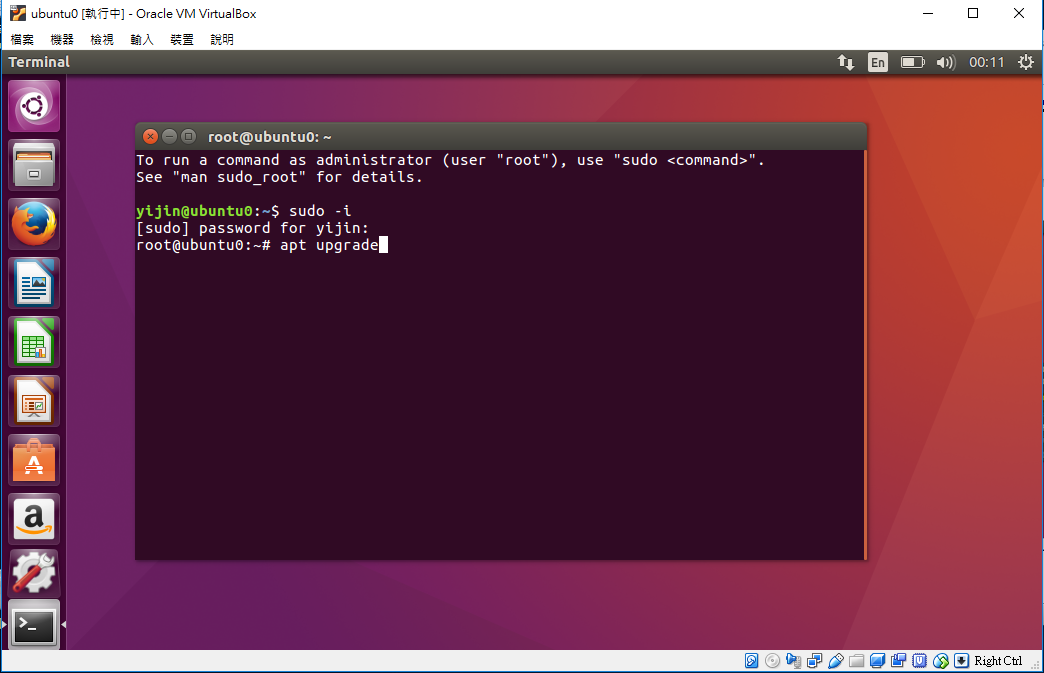 ubuntu0 [執行中] - Oracle VM VirtualBox
檔案 機器 檢視 輸入 裝置 說明
Terminal En 00:11
root@ubuntu0: ~
To run a command as administrator (user "root"), use "sudo <command>".
See "man sudo_root" for details.
yijin@ubuntu0:~$ sudo -i
[sudo] password for yijin:
root@ubuntu0:~# apt upgrade
Right Ctrl